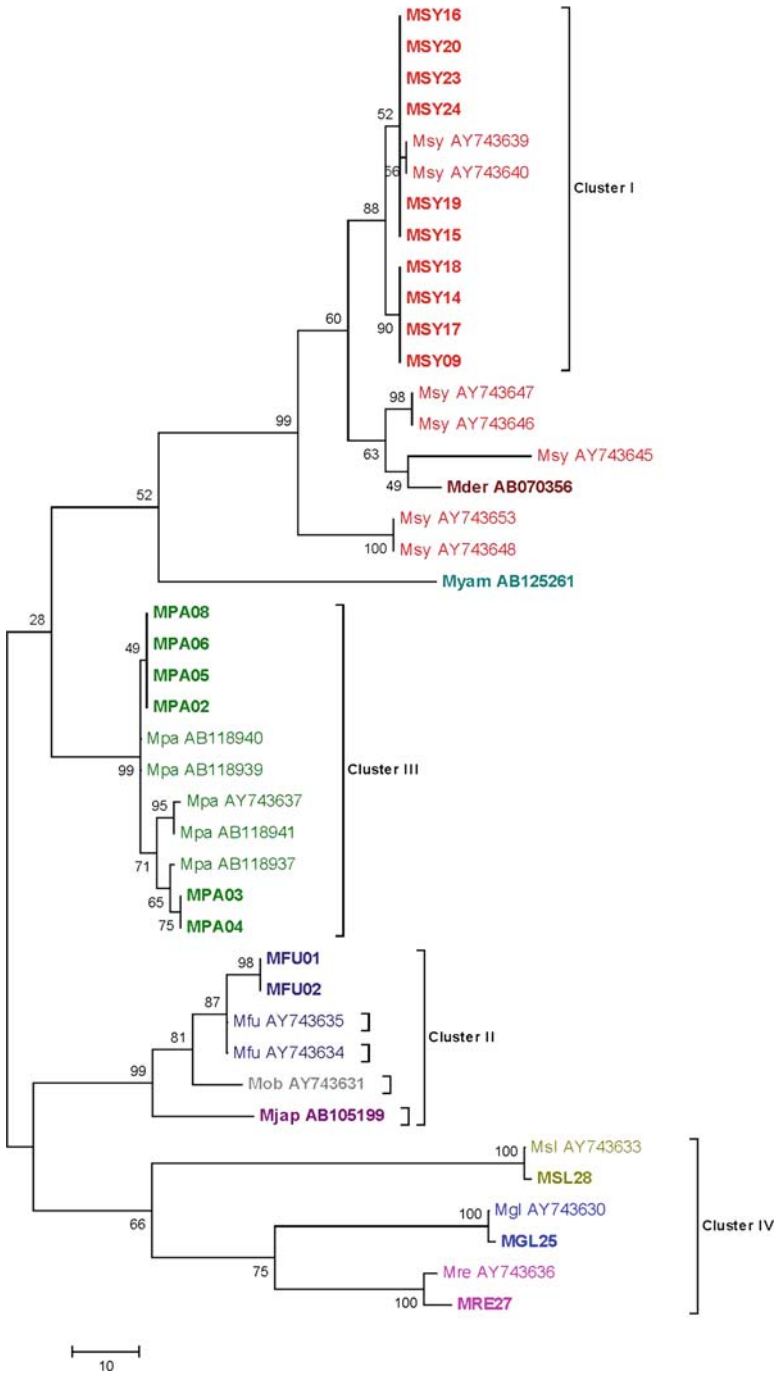 MSY16
MSY20
MSY23
MSY24
52
Msy AY743639
56
Msy AY743640
Cluster I
MSY19
88
MSY15
MSY18
MSY14
60
90
MSY17
MSY09
98
Msy AY743647
99
Msy AY743646
63
Msy AY743645
49
Mder AB070356
52
Msy AY743653
100
Msy AY743648
Myam AB125261
28
MPA08
49
MPA06
MPA05
MPA02
Mpa AB118940
99
Mpa AB118939
Cluster III
95
Mpa AY743637
Mpa AB118941
71
Mpa AB118937
65
MPA03
75
MPA04
98
MFU01
MFU02
87
Mfu AY743635
81
Cluster II
Mfu AY743634
99
Mob AY743631
Mjap AB105199
100
Msl AY743633
MSL28
66
100
Mgl AY743630
Cluster IV
MGL25
75
Mre AY743636
100
MRE27
10